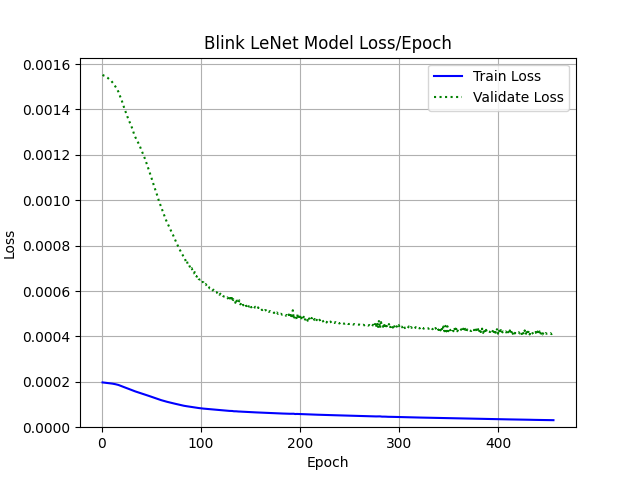 Blink LeNet Model Loss/Epoch
Train Loss
Validate Loss
0.0016
0.0014
0.0012
0.0010
0.0008
0.0006
0.0004
0.0002
0.0000
Loss
0 100 200 300 400
Epoch